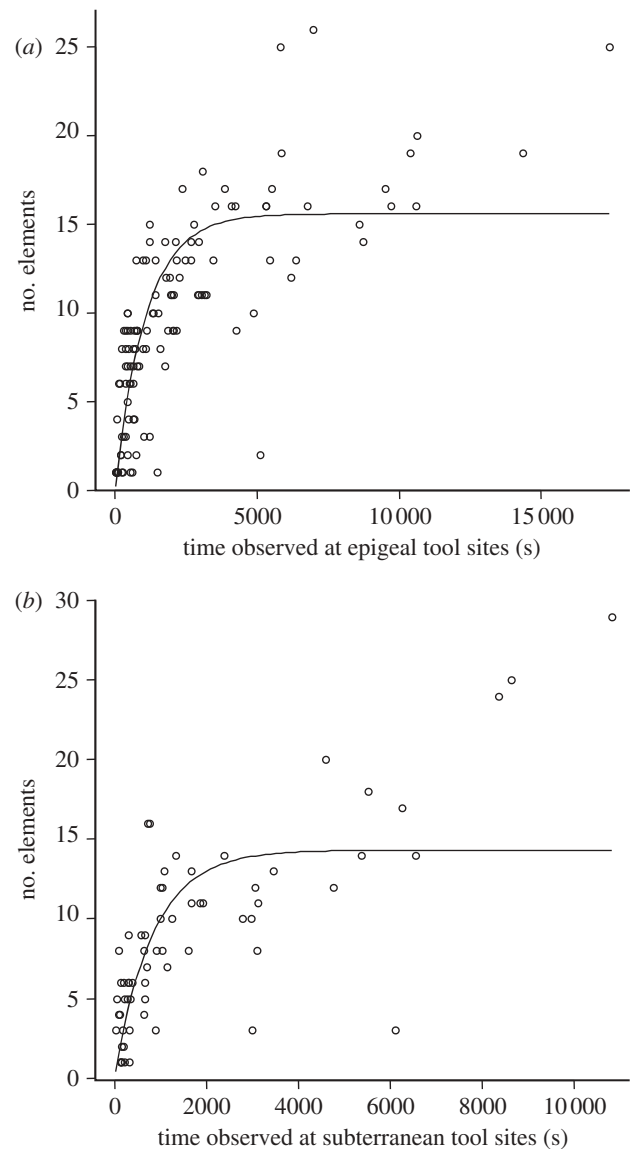 (a)
25
20
15
10
5
0
no. elements
0 5000 10 000 15 000
time observed at epigeal tool sites (s)
(b)
30
25
20
15
10
5
0
no. elements
0 2000 4000 6000 8000 10 000
time observed at subterranean tool sites (s)